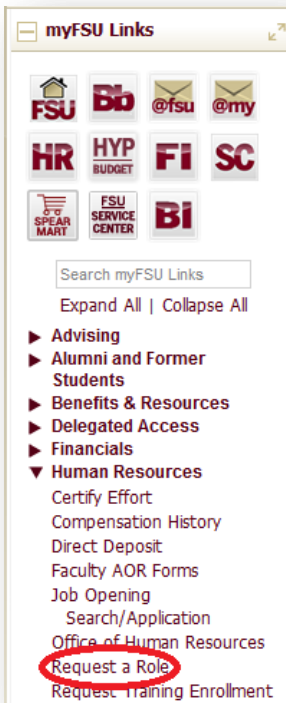 myFSU Links
FSU Bb @fsu @my
HR HYP BUDGET FI SC
SPEAR MART FSU SERVICE CENTER BI
Search myFSU Links
Expand All | Collapse All
Advising
Alumni and Former
Students
Benefits & Resources
Delegated Access
Financials
Human Resources
Certify Effort
Compensation History
Direct Deposit
Faculty AOR Forms
Job Opening
Search/Application
Office of Human Resources
Request a Role
Request Training Enrollment